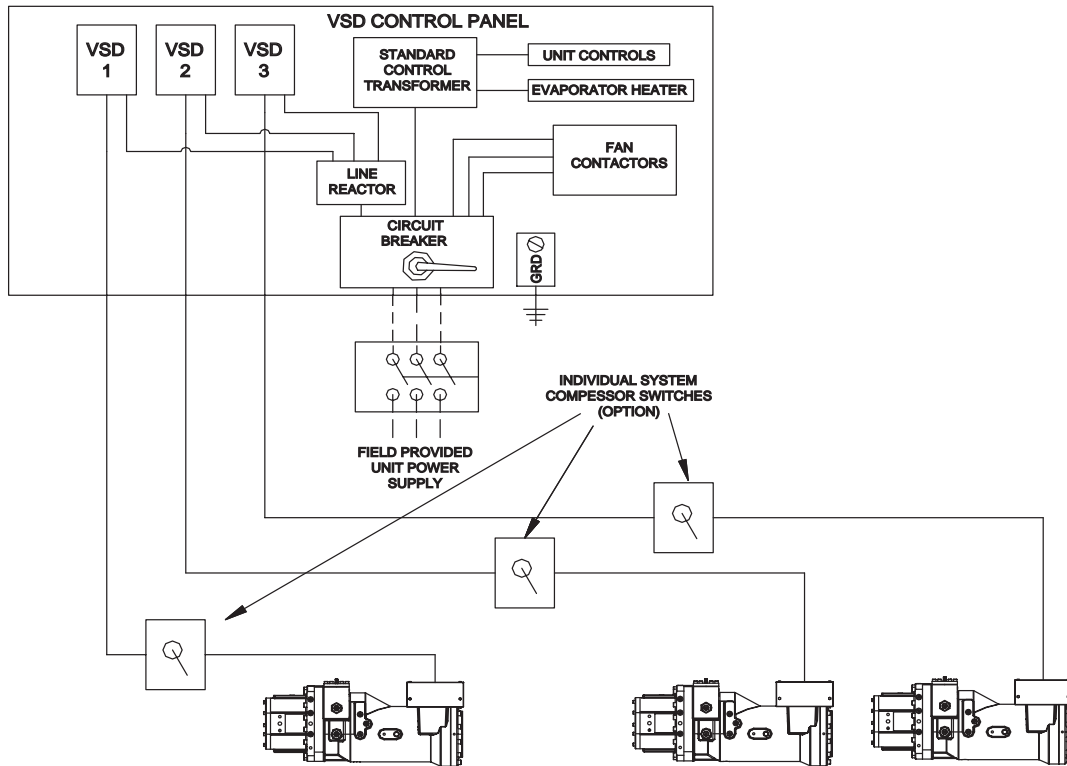 VSD CONTROL PANEL
VSD
1
VSD
2
VSD
3
STANDARD
CONTROL
TRANSFORMER
UNIT CONTROLS
EVAPORATOR HEATER
FAN
CONTACTORS
LINE
REACTOR
CIRCUIT
BREAKER
GRD
INDIVIDUAL SYSTEM
COMPESSOR SWITCHES
(OPTION)
FIELD PROVIDED
UNIT POWER
SUPPLY